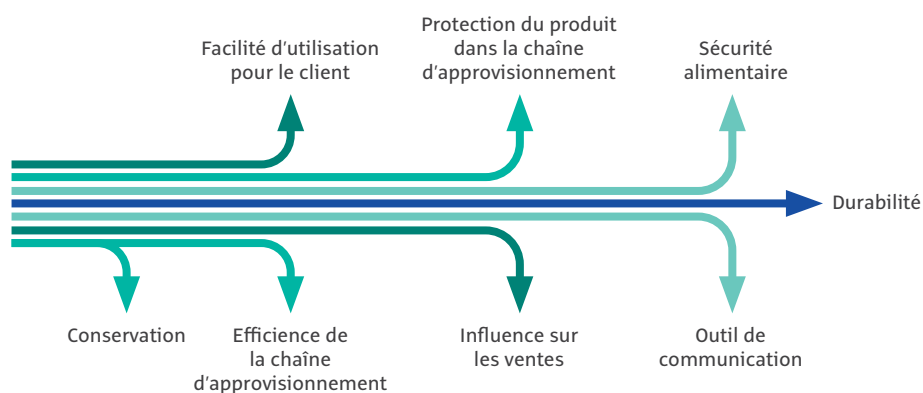 Facilité d'utilisation
pour le client
Protection du produit
dans la chaîne
d'approvisionnement
Sécurité
alimentaire
Durabilité
Conservation
Efficience de
la chaîne
d'approvisionnement
Influence sur
les ventes
Outil de
communication